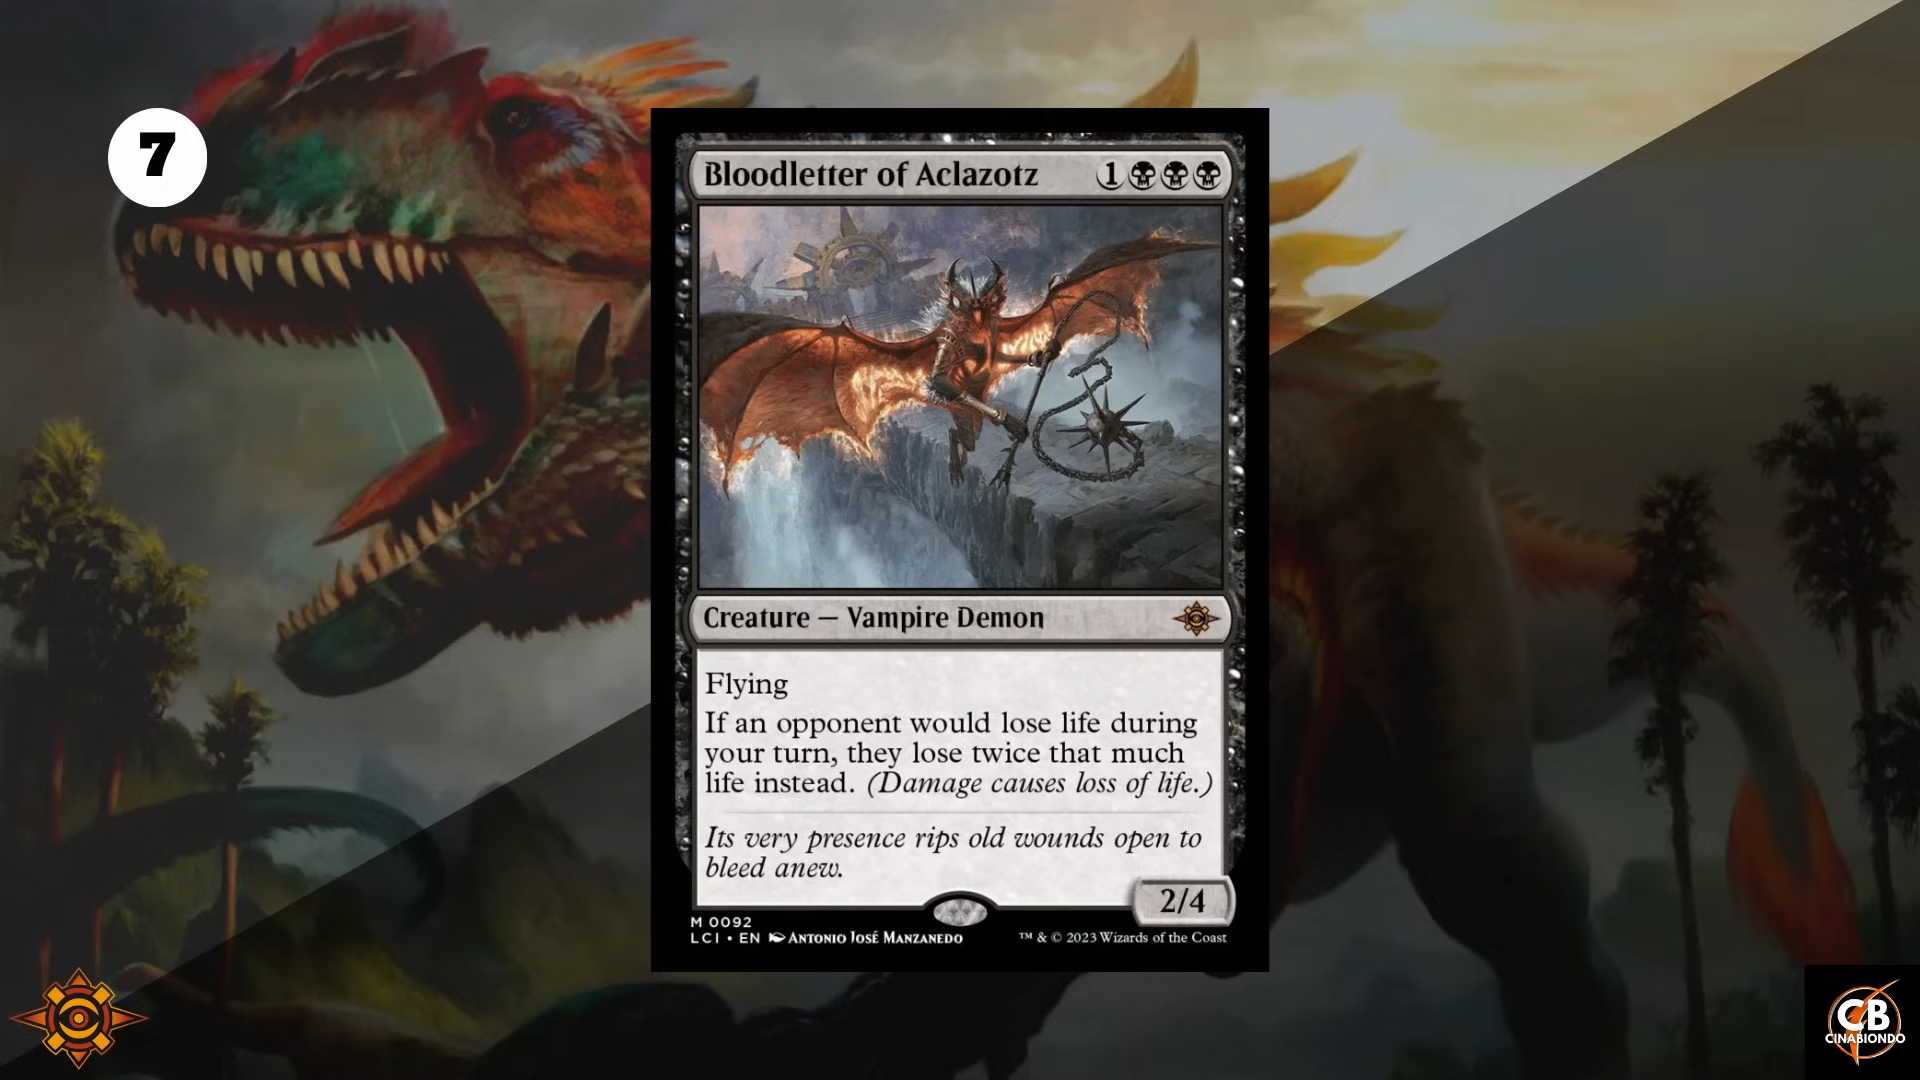 7
Bloodletter of Aclazotz 1
Creature — Vampire Demon
Flying
If an opponent would lose life during
your turn, they lose twice that much
life instead. (Damage causes loss of life.)
Its very presence rips old wounds open to
bleed anew.
2/4
M 0092
LCI • EN Antonio José Manzanedo
™ & © 2023 Wizards of the Coast
CB
CINABIONDO